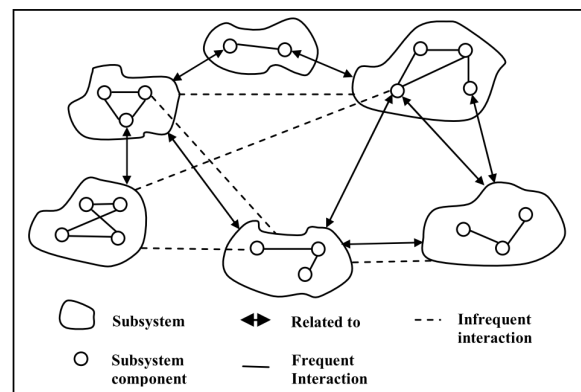 Subsystem
Related to
Infrequent
interaction
Subsystem
component
Frequent
Interaction